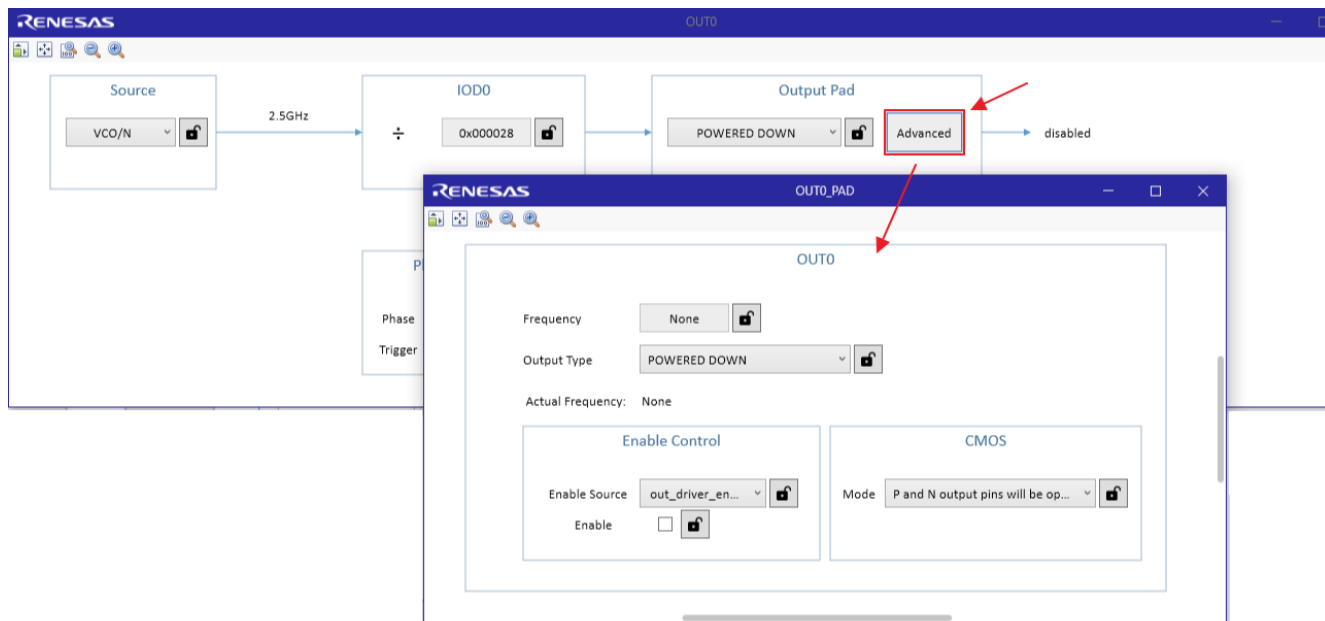 RENESAS
OUT0
Source
IOD0
Output Pad
2.5GHz
VCO/N
÷
0x000028
POWERED DOWN
Advanced
disabled
RENESAS
OUT0_PAD
OUT0
Phase
Trigger
Frequency
None
Output Type
POWERED DOWN
Actual Frequency: None
Enable Control
CMOS
Enable Source
out_driver_en...
Mode
P and N output pins will be op...
Enable